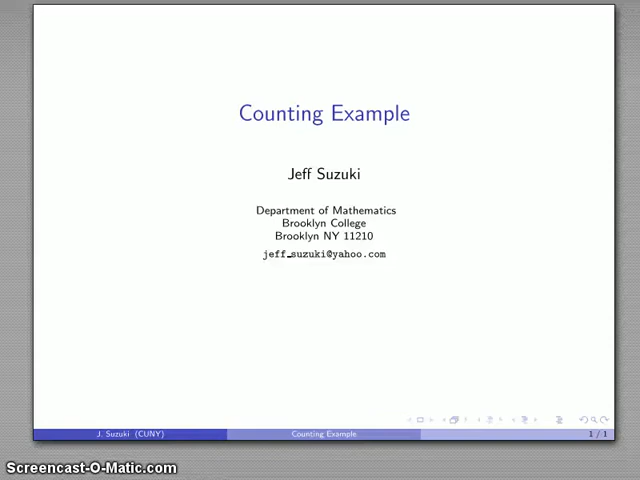 Counting Example
Jeff Suzuki
Department of Mathematics
Brooklyn College
Brooklyn NY 11210
jeff_suzuki@yahoo.com
J. Suzuki (CUNY)
Counting Example
1 / 1
Screencast-O-Matic.com